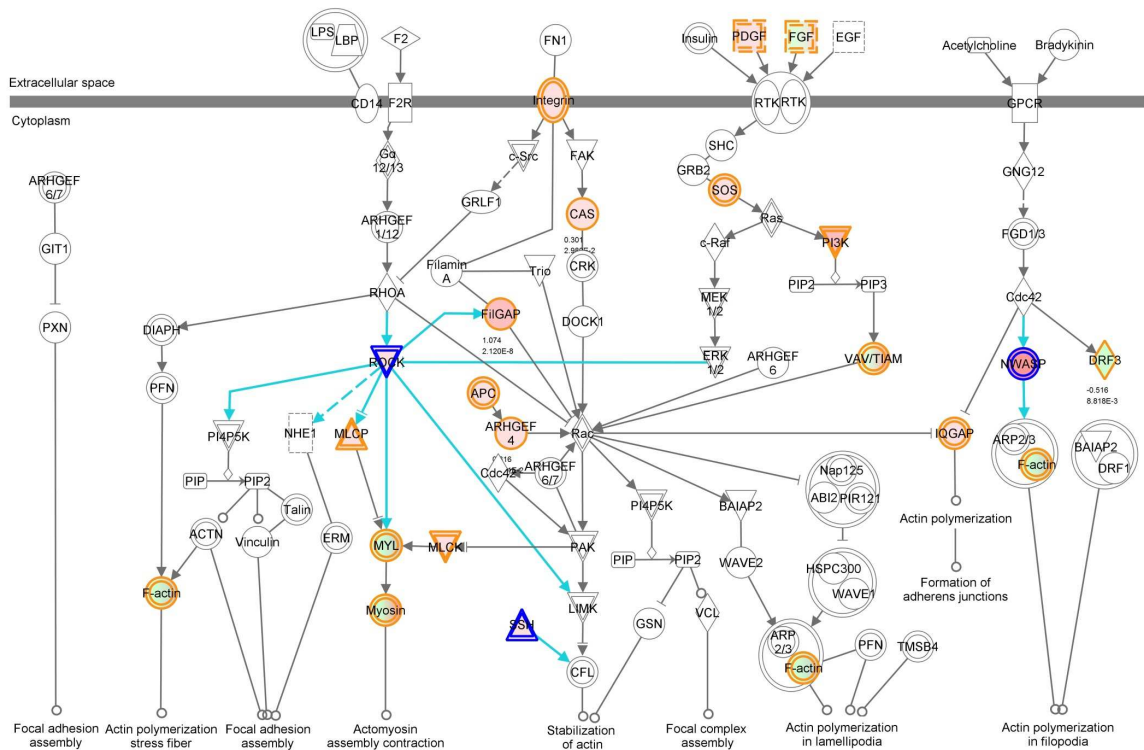 LPS
LBP
F2
FN1
Insulin
PDGF
FGF
EGF
Acetylcholine
Bradykinin
Extracellular space
Cytoplasm
CD14
F2R
Integrin
RTK
RTK
GPCR
ARHGEF
6/7
Gα
12/13
c-Src
FAK
SHC
GRB2
SOS
GNG12
GRLF1
CAS
Ras
ARHGEF
1/12
GIT1
c-Raf
PI3K
FGD1/3
0.301
Filamin
A
Trio
CRK
PIP2
PIP3
RHOA
MEK
1/2
Cdc42
PXN
DIAPH
FilGAP
DOCK1
1.074
2.120E-8
ROCK
ERK
1/2
ARHGEF
6
VAV/TIAM
NWASP
DRF3
-0.516
8.818E-3
PFN
APC
ARHGEF
4
Rac
PI4P5K
NHE1
MLCP
IQGAP
ARP2/3
F-actin
BAIAP2
DRF1
Cdc42
ARHGEF
6/7
Nap125
ABI2
PIR121
PIP
PIP2
Talin
PI4P5K
BAIAP2
Actin polymerization
ACTN
Vinculin
ERM
MYL
MLCK
PAK
PIP
PIP2
WAVE2
HSPC300
WAVE1
Formation of
adherens junctions
F-actin
Myosin
LIMK
SSH
GSN
VCL
ARP
2/3
F-actin
PFN
TMSB4
CFL
Focal adhesion
assembly
Actin polymerization
stress fiber
Focal adhesion
assembly
Actomyosin
assembly contraction
Stabilization
of actin
Focal complex
assembly
Actin polymerization
in lamellipodia
Actin polymerization
in filopodia